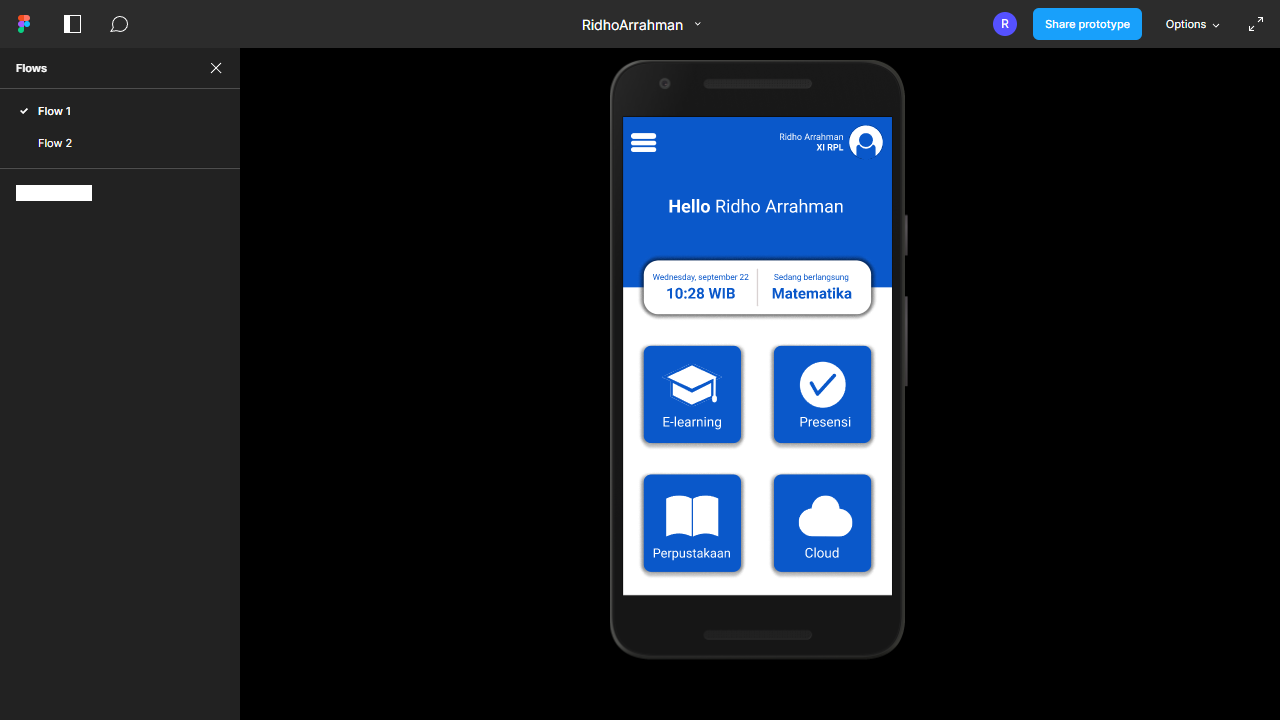 RidhoArrahman
R
Share prototype
Options
Flows
Flow 1
Flow 2
Ridho Arrahman
XI RPL
Hello Ridho Arrahman
Wednesday, september 22
10:28 WIB
Sedang berlangsung
Matematika
E-learning
Presensi
Perpustakaan
Cloud